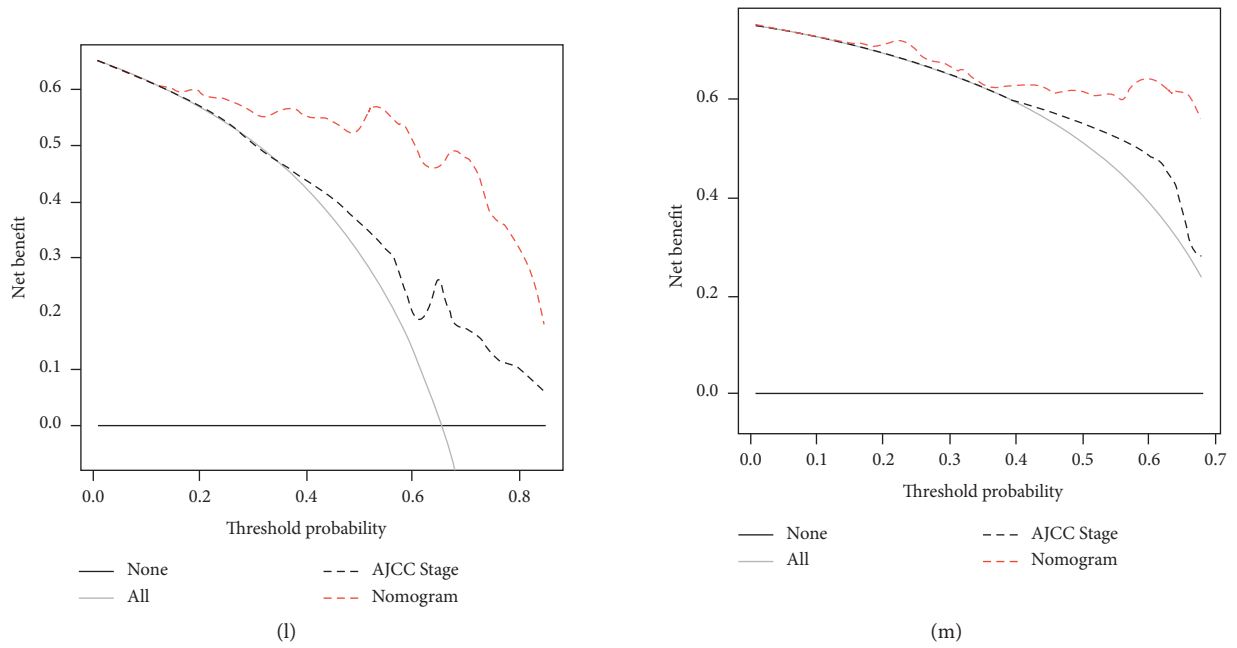 0.6
0.5
0.4
0.3
0.2
0.1
0.0
Net benefit
0.0 0.2 0.4 0.6 0.8
Threshold probability
None AJCC Stage
All Nomogram
(l)
0.6
0.4
0.2
0.0
Net benefit
0.0 0.1 0.2 0.3 0.4 0.5 0.6 0.7
Threshold probability
None AJCC Stage
All Nomogram
(m)